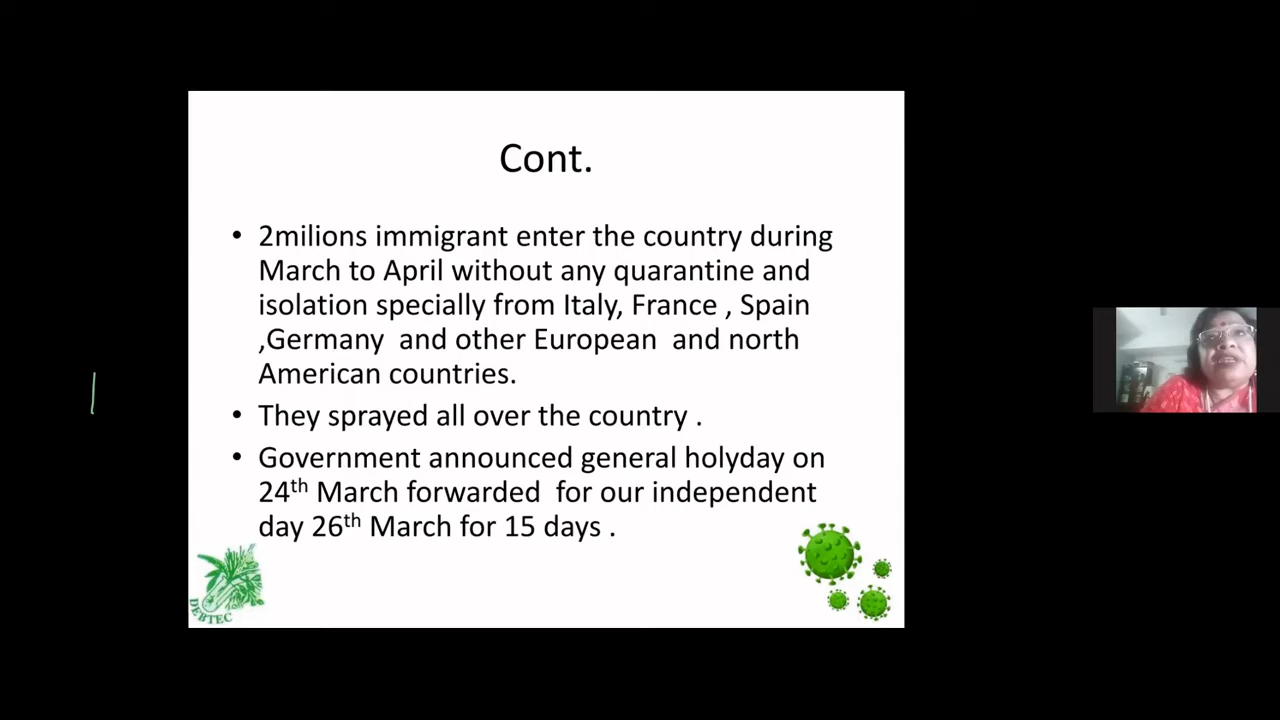 Cont.
• 2milions immigrant enter the country during
March to April without any quarantine and
isolation specially from Italy, France , Spain
,Germany and other European and north
American countries.
• They sprayed all over the country .
• Government announced general holyday on
24th March forwarded for our independent
day 26th March for 15 days .
DEBTEC